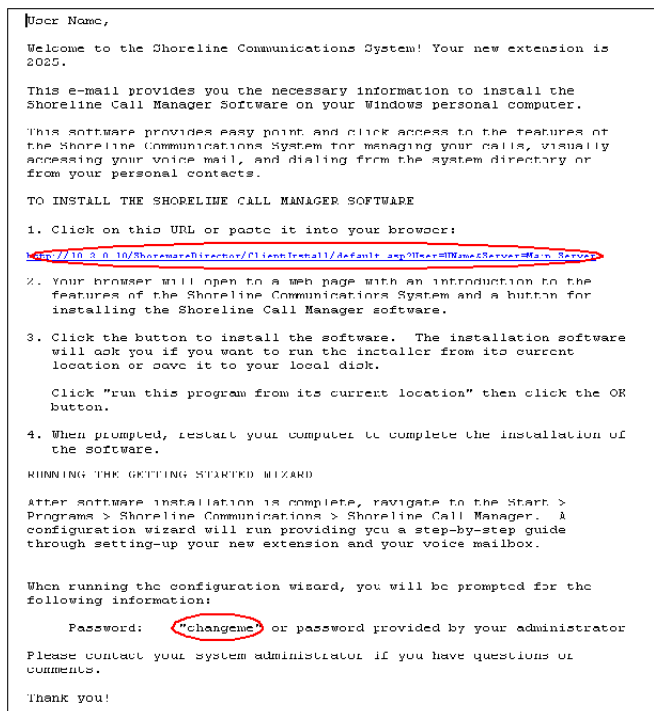 User Name,
Welcome to the Shoreline Communications System! Your new extension is
2025.
This e-mail provides you the necessary information to install the
Shoreline Call Manager Software on your Windows personal computer.
This software provides easy point and click access to the features of
the Shoreline Communications System for managing your calls, visually
accessing your voice mail, and dialing from the system directory or
from your personal contacts.
TO INSTALL THE SHORELINE CALL MANAGER SOFTWARE
1. Click on this URL or paste it into your browser:
http://10.2.0.10/ShorewareDirector/ClientInstall/default.asp?User=UName&Server=Main Server
2. Your browser will open to a web page with an introduction to the
features of the Shoreline Communications System and a button for
installing the Shoreline Call Manager software.
3. Click the button to install the software. The installation software
will ask you if you want to run the installer from its current
location or save it to your local disk.
Click "run this program from its current location" then click the OK
button.
4. When prompted, restart your computer to complete the installation of
the software.
RUNNING THE GETTING STARTED WIZARD
After software installation is complete, navigate to the Start >
Programs > Shoreline Communications > Shoreline Call Manager. A
configuration wizard will run providing you a step-by-step guide
through setting-up your new extension and your voice mailbox.
When running the configuration wizard, you will be prompted for the
following information:
Password: "changeme" or password provided by your administrator
Please contact your system administrator if you have questions or
comments.
Thank you!